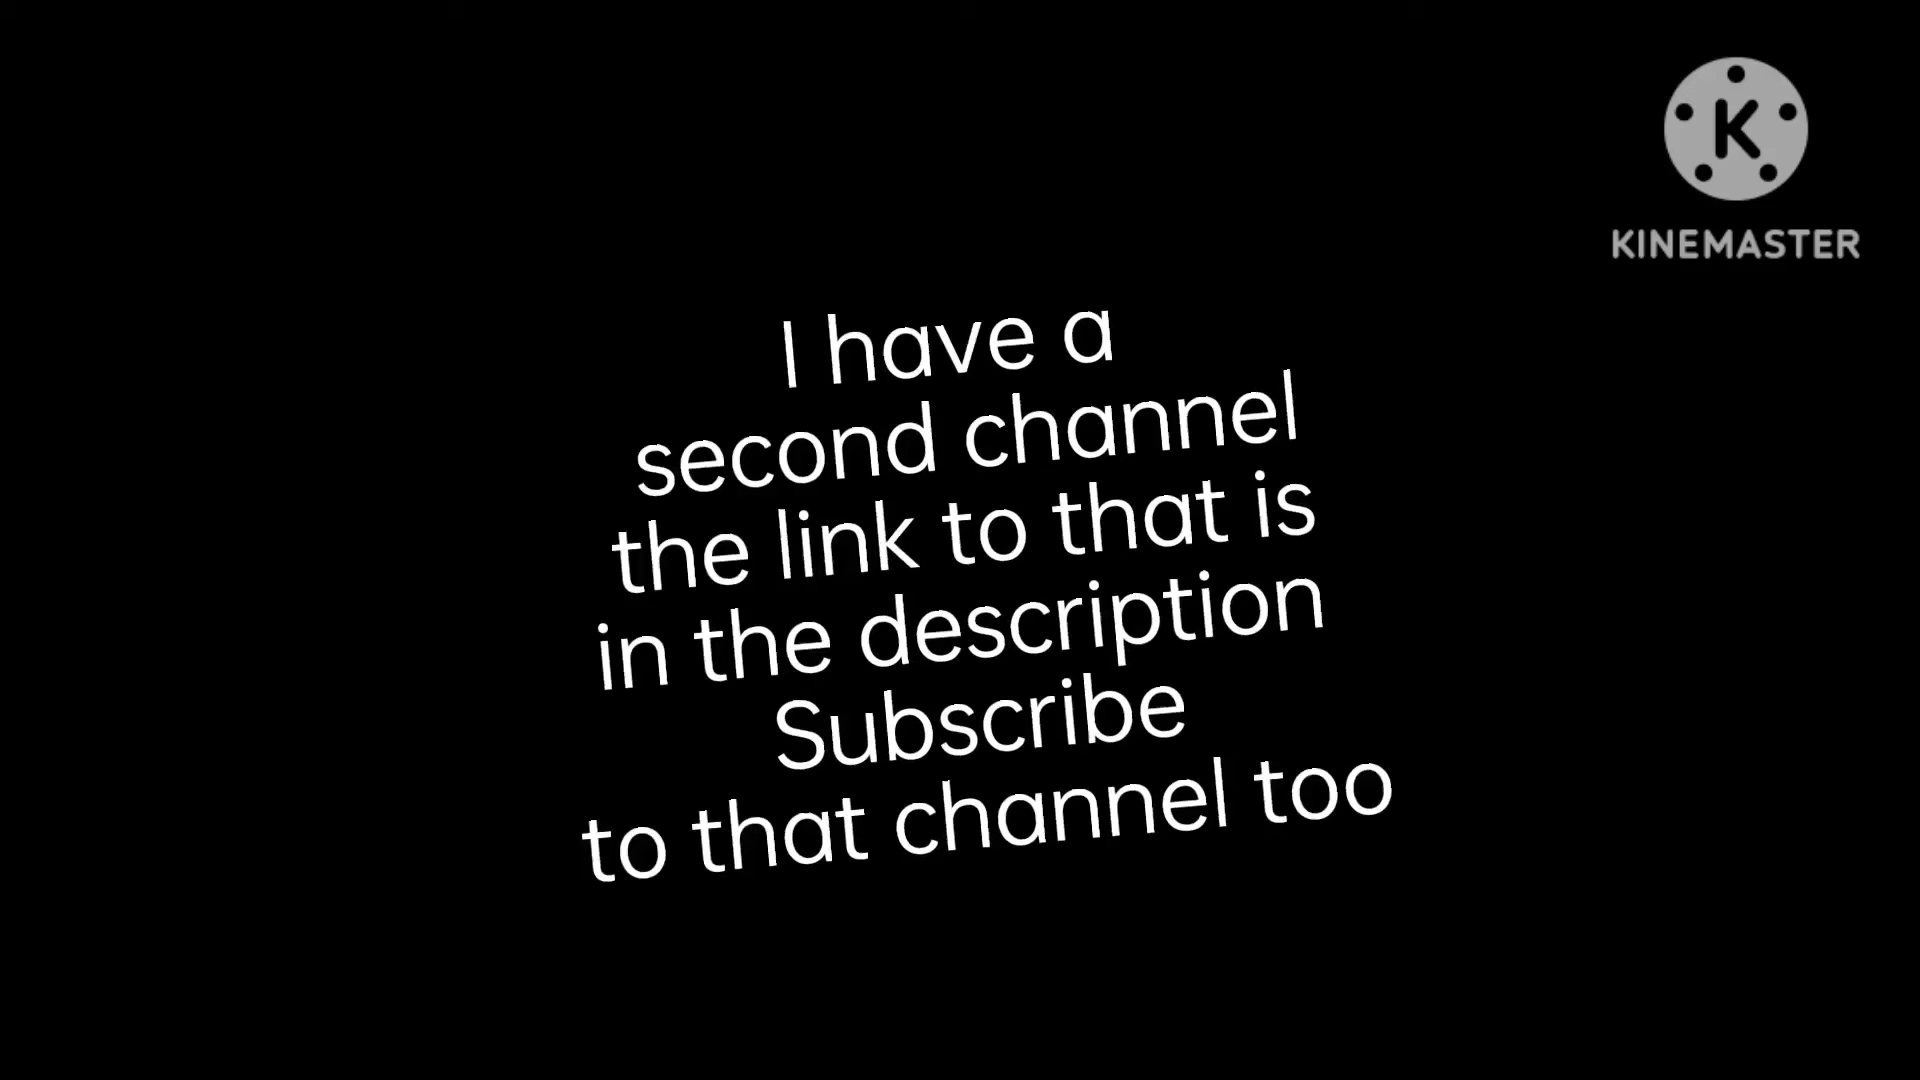 K
KINEMASTER
I have a
second channel
the link to that is
in the description
Subscribe
to that channel too